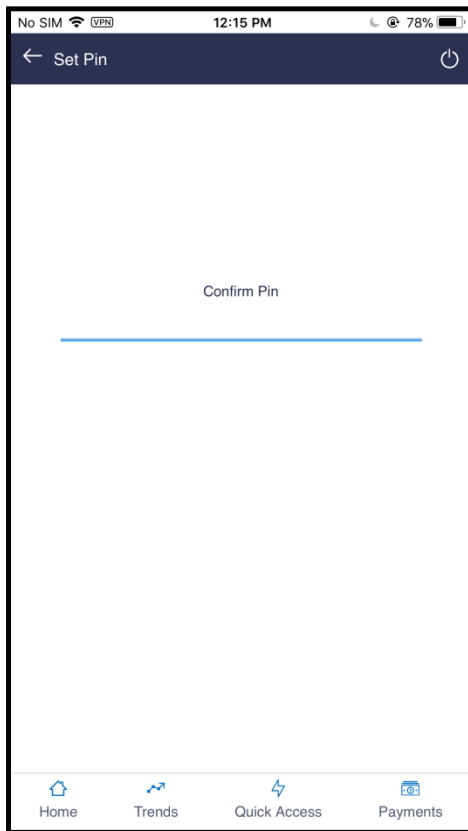 No SIM VPN 12:15 PM 78%
Set Pin
Confirm Pin
Home Trends Quick Access Payments